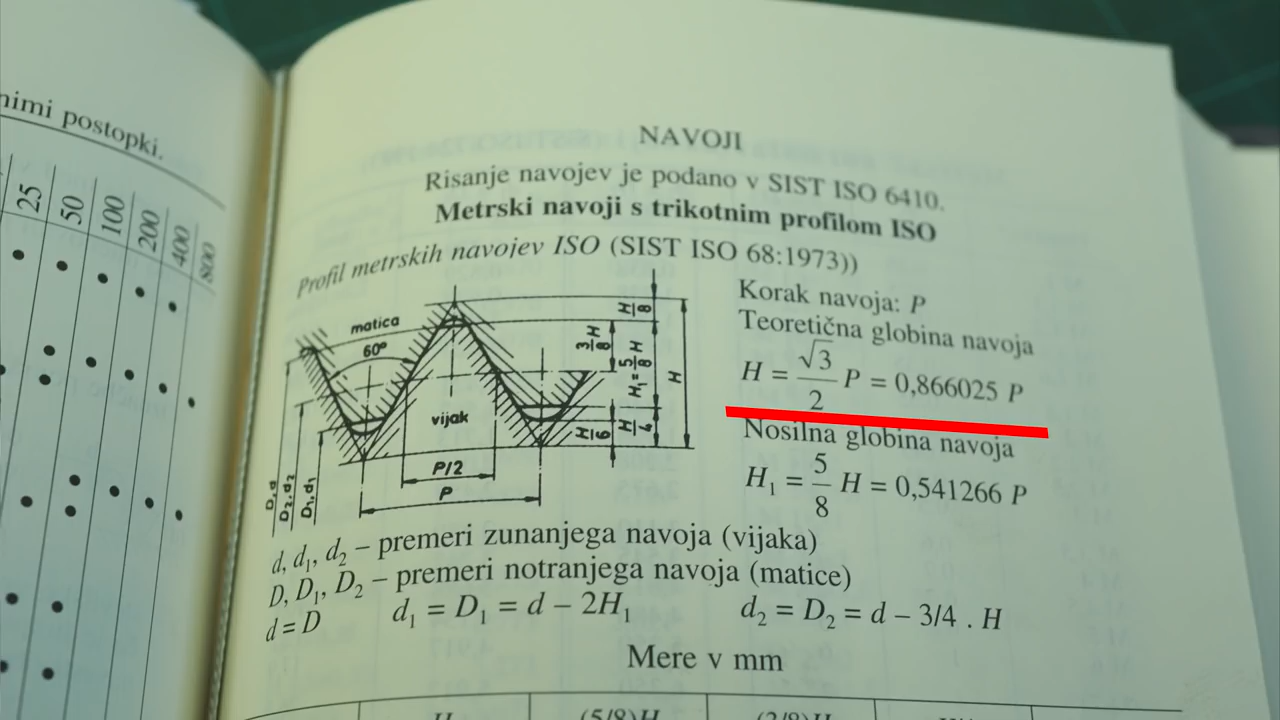 nimi postopki.
25 50 100 200 400 800
NAVOJI
Risanje navojev je podano v SIST ISO 6410.
Metrski navoji s trikotnim profilom ISO
Profil metrskih navojev ISO (SIST ISO 68:1973))
matica
60°
vijak
P/2
P
D, d
D₂, d₂
D₁, d₁
H/8
3/8 H
H₁ = 5/8 H
H
H/6
H/4
Korak navoja: P
Teoretična globina navoja
H = √3/2 P = 0,866025 P
Nosilna globina navoja
H₁ = 5/8 H = 0,541266 P
d, d₁, d₂ – premeri zunanjega navoja (vijaka)
D, D₁, D₂ – premeri notranjega navoja (matice)
d = D d₁ = D₁ = d – 2H₁ d₂ = D₂ = d – 3/4 . H
Mere v mm
(5/8)H